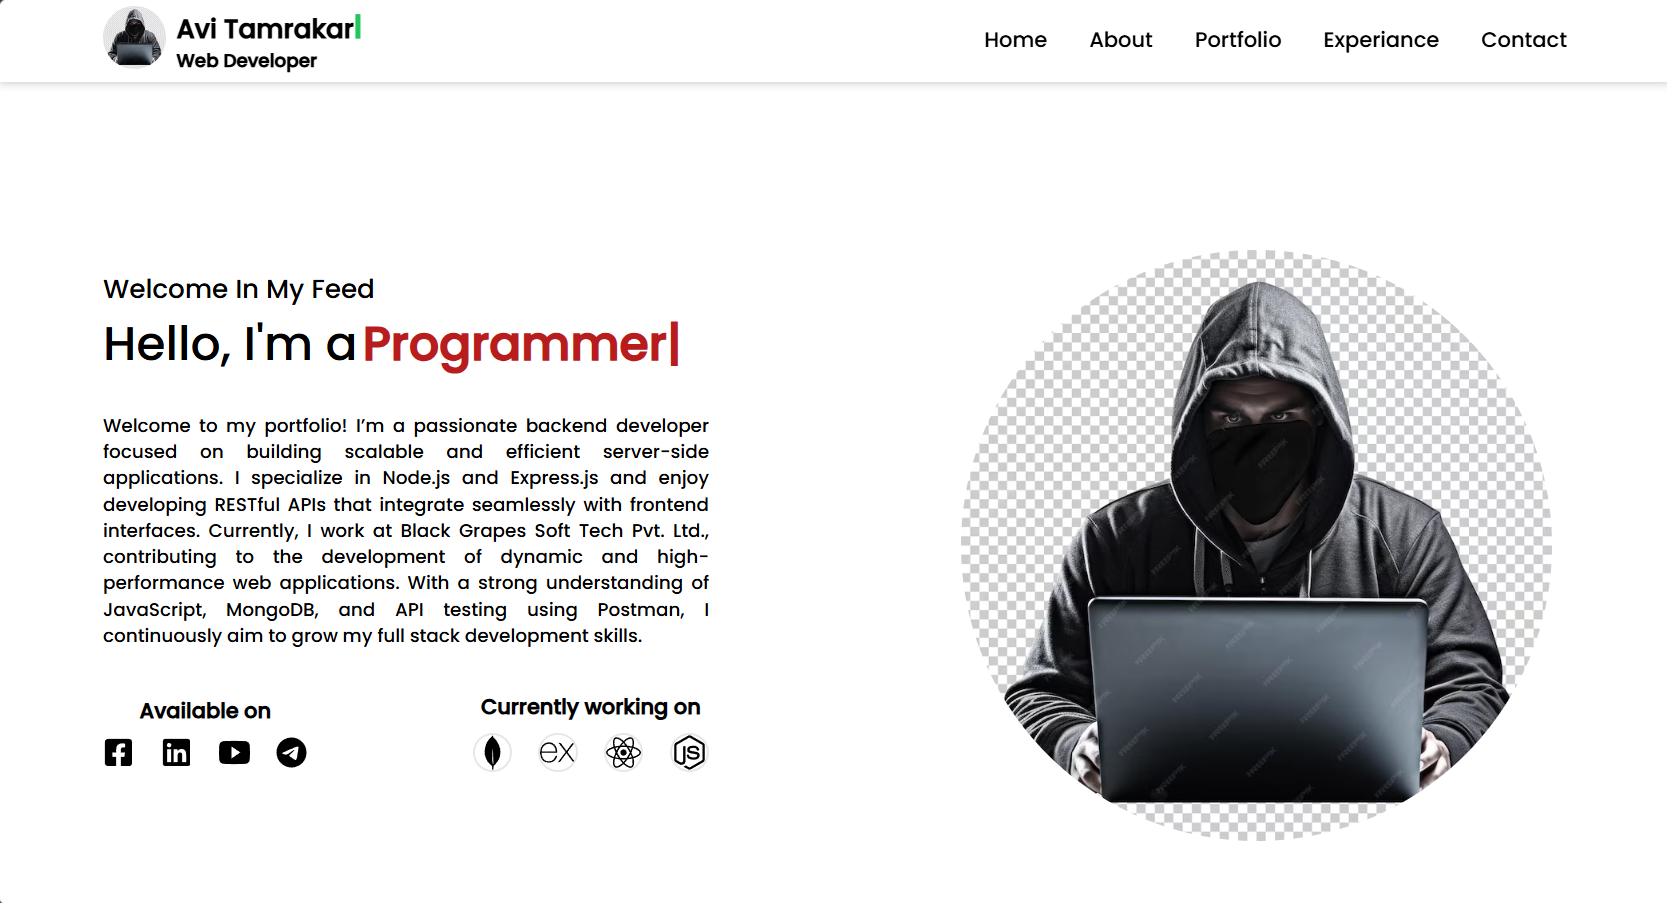 Avi Tamrakar
Web Developer
Home About Portfolio Experiance Contact
Welcome In My Feed
Hello, I'm a Programmer
Welcome to my portfolio! I’m a passionate backend developer
focused on building scalable and efficient server-side
applications. I specialize in Node.js and Express.js and enjoy
developing RESTful APIs that integrate seamlessly with frontend
interfaces. Currently, I work at Black Grapes Soft Tech Pvt. Ltd.,
contributing to the development of dynamic and high-
performance web applications. With a strong understanding of
JavaScript, MongoDB, and API testing using Postman, I
continuously aim to grow my full stack development skills.
Available on
Currently working on
in
ex
JS
FREEPIK